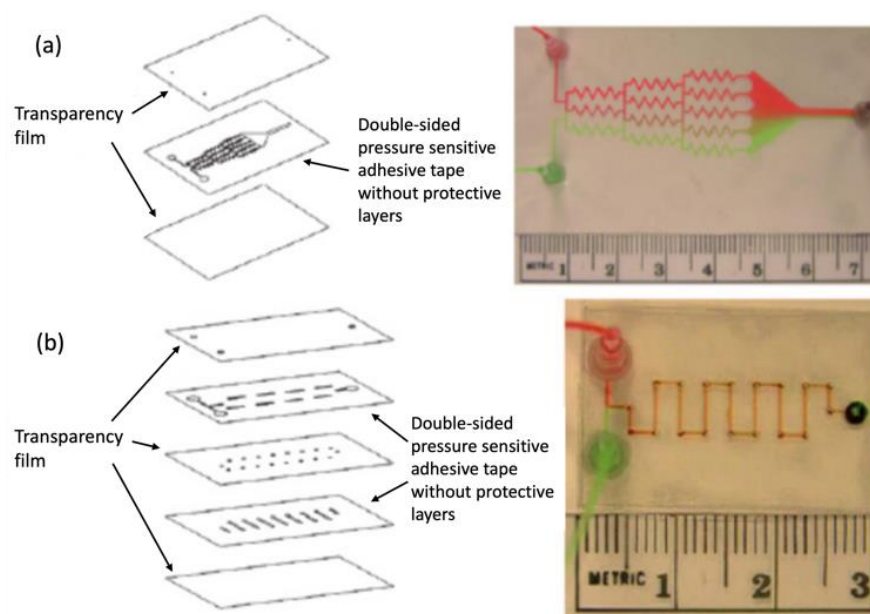 (a)
Transparency
film
Double-sided
pressure sensitive
adhesive tape
without protective
layers
METRIC 1 2 3 4 5 6 7
(b)
Transparency
film
Double-sided
pressure sensitive
adhesive tape
without protective
layers
METRIC 1 2 3